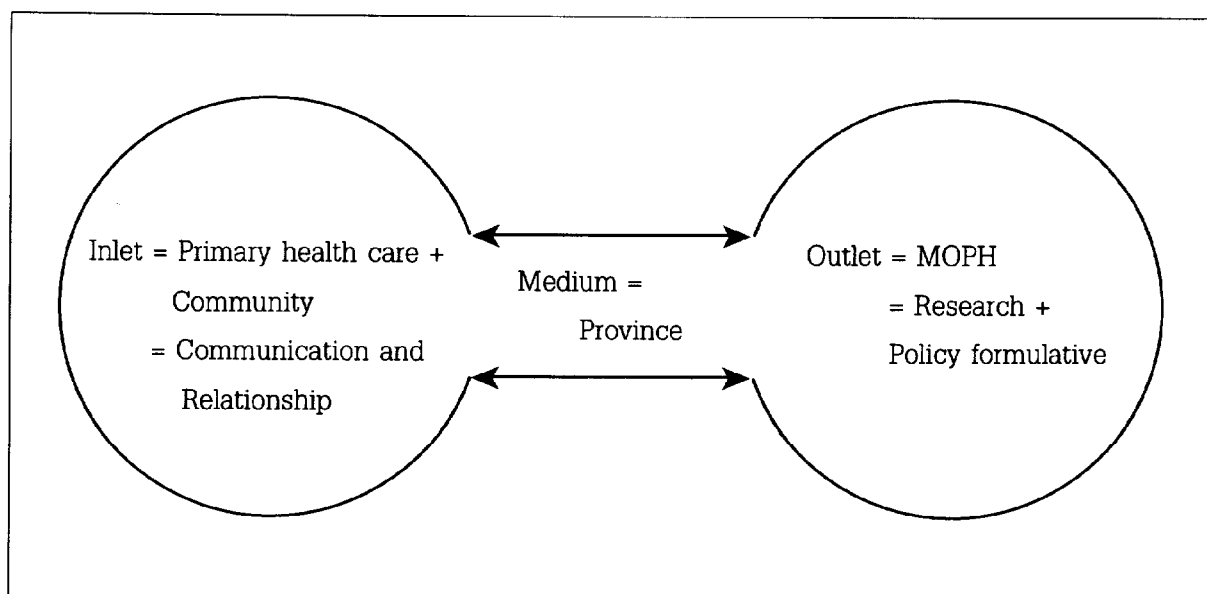 Inlet = Primary health care +
Community
= Communication and
Relationship
Medium =
Province
Outlet = MOPH
= Research +
Policy formulative